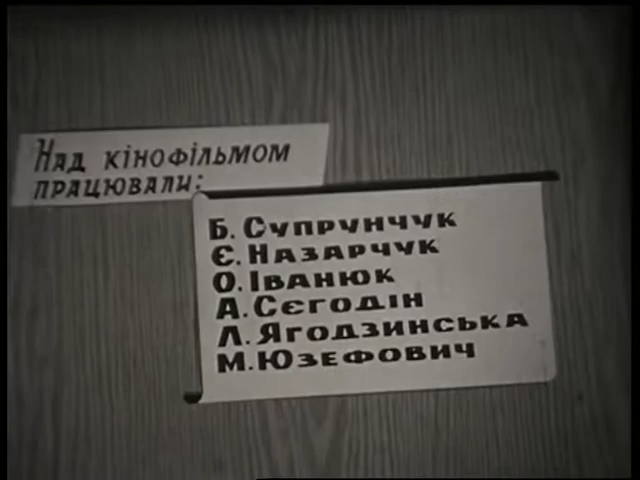 Над кінофільмом
працювали:
Б. Супрунчук
Є. Назарчук
О. Іванюк
А. Сєгодін
Л. Ягодзинська
М. Юзефович